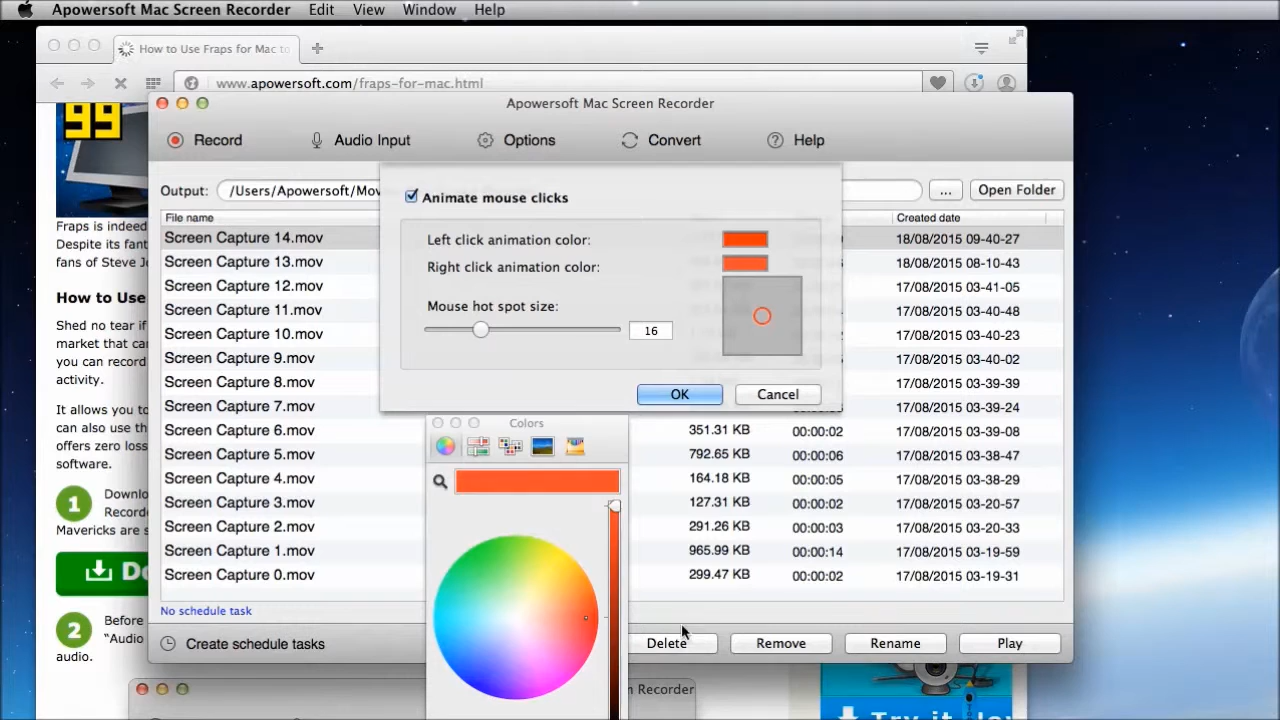 Apowersoft Mac Screen Recorder Edit View Window Help
How to Use Fraps for Mac to
www.apowersoft.com/fraps-for-mac.html
99
Apowersoft Mac Screen Recorder
Record Audio Input Options Convert Help
Output: /Users/Apowersoft/Mov ... Open Folder
File name Created date
Screen Capture 14.mov 18/08/2015 09-40-27
Screen Capture 13.mov 18/08/2015 08-10-43
Screen Capture 12.mov 17/08/2015 03-41-05
Screen Capture 11.mov 17/08/2015 03-40-48
Screen Capture 10.mov 17/08/2015 03-40-23
Screen Capture 9.mov 17/08/2015 03-40-02
Screen Capture 8.mov 17/08/2015 03-39-39
Screen Capture 7.mov 17/08/2015 03-39-24
Screen Capture 6.mov 351.31 KB 00:00:02 17/08/2015 03-39-08
Screen Capture 5.mov 792.65 KB 00:00:06 17/08/2015 03-38-47
Screen Capture 4.mov 164.18 KB 00:00:05 17/08/2015 03-38-29
Screen Capture 3.mov 127.31 KB 00:00:02 17/08/2015 03-20-57
Screen Capture 2.mov 291.26 KB 00:00:03 17/08/2015 03-20-33
Screen Capture 1.mov 965.99 KB 00:00:14 17/08/2015 03-19-59
Screen Capture 0.mov 299.47 KB 00:00:02 17/08/2015 03-19-31
No schedule task
Create schedule tasks Delete Remove Rename Play
Animate mouse clicks
Left click animation color:
Right click animation color:
Mouse hot spot size:
16
OK Cancel
Colors
Fraps is indeed
Despite its fant
fans of Steve J
How to Use
Shed no tear if
market that can
you can record
activity.
It allows you to
can also use th
offers zero loss
software.
1 Downlo
Recorde
Mavericks are s
Do
2 Before
"Audio
audio.
n Recorder
Try it